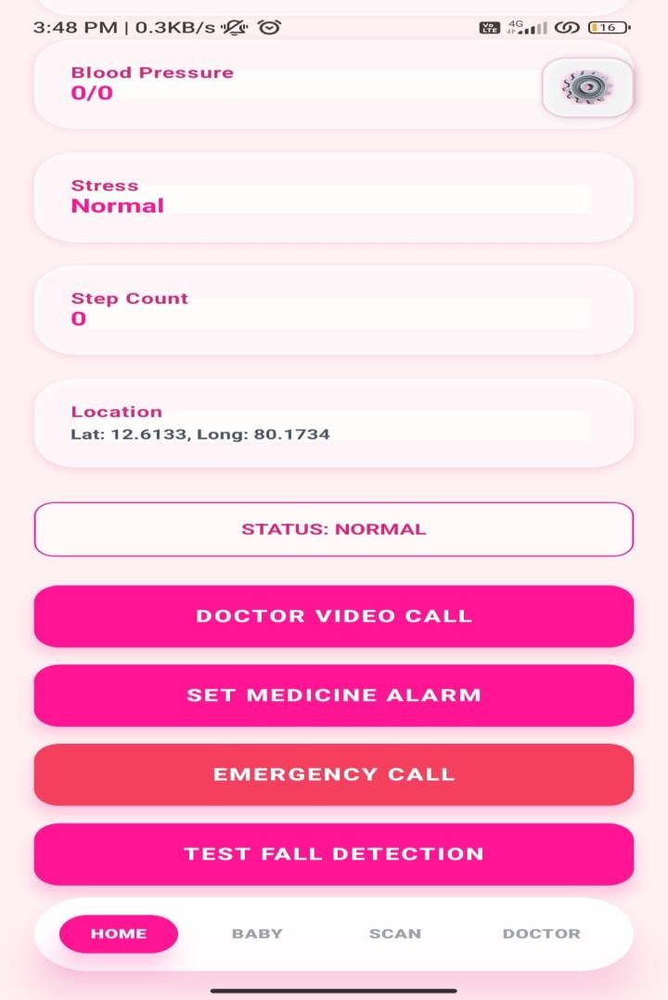 3:48 PM | 0.3KB/s
Vo LTE 4G 16
Blood Pressure
0/0
Stress
Normal
Step Count
0
Location
Lat: 12.6133, Long: 80.1734
STATUS: NORMAL
DOCTOR VIDEO CALL
SET MEDICINE ALARM
EMERGENCY CALL
TEST FALL DETECTION
HOME BABY SCAN DOCTOR